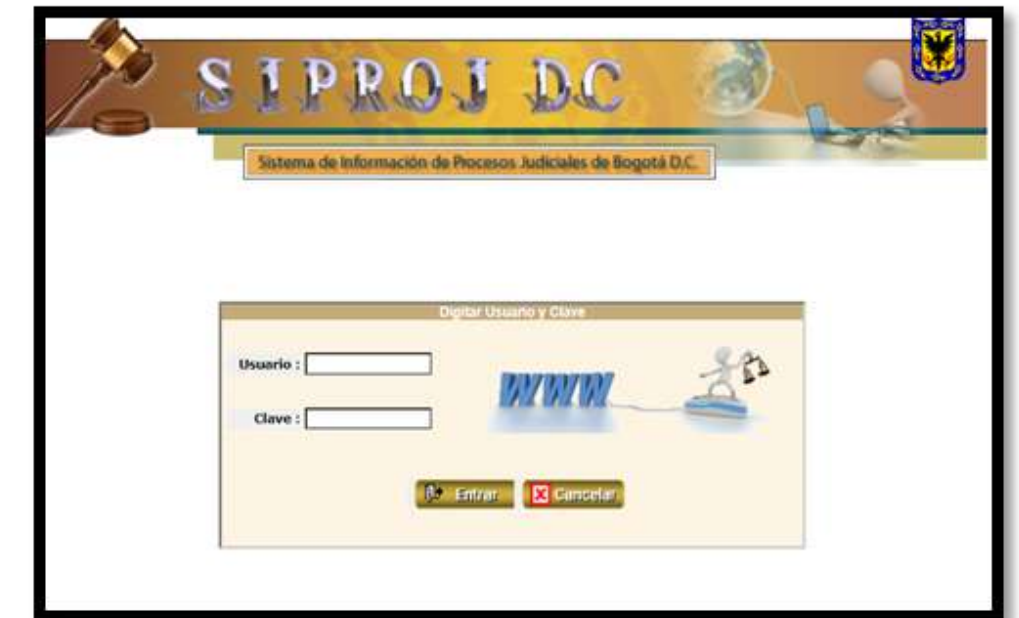 SIPROJ DC
Sistema de Información de Procesos Judiciales de Bogotá D.C.
Digitar Usuario y Clave
Usuario :
WWW
Clave :
Entrar
Cancelar